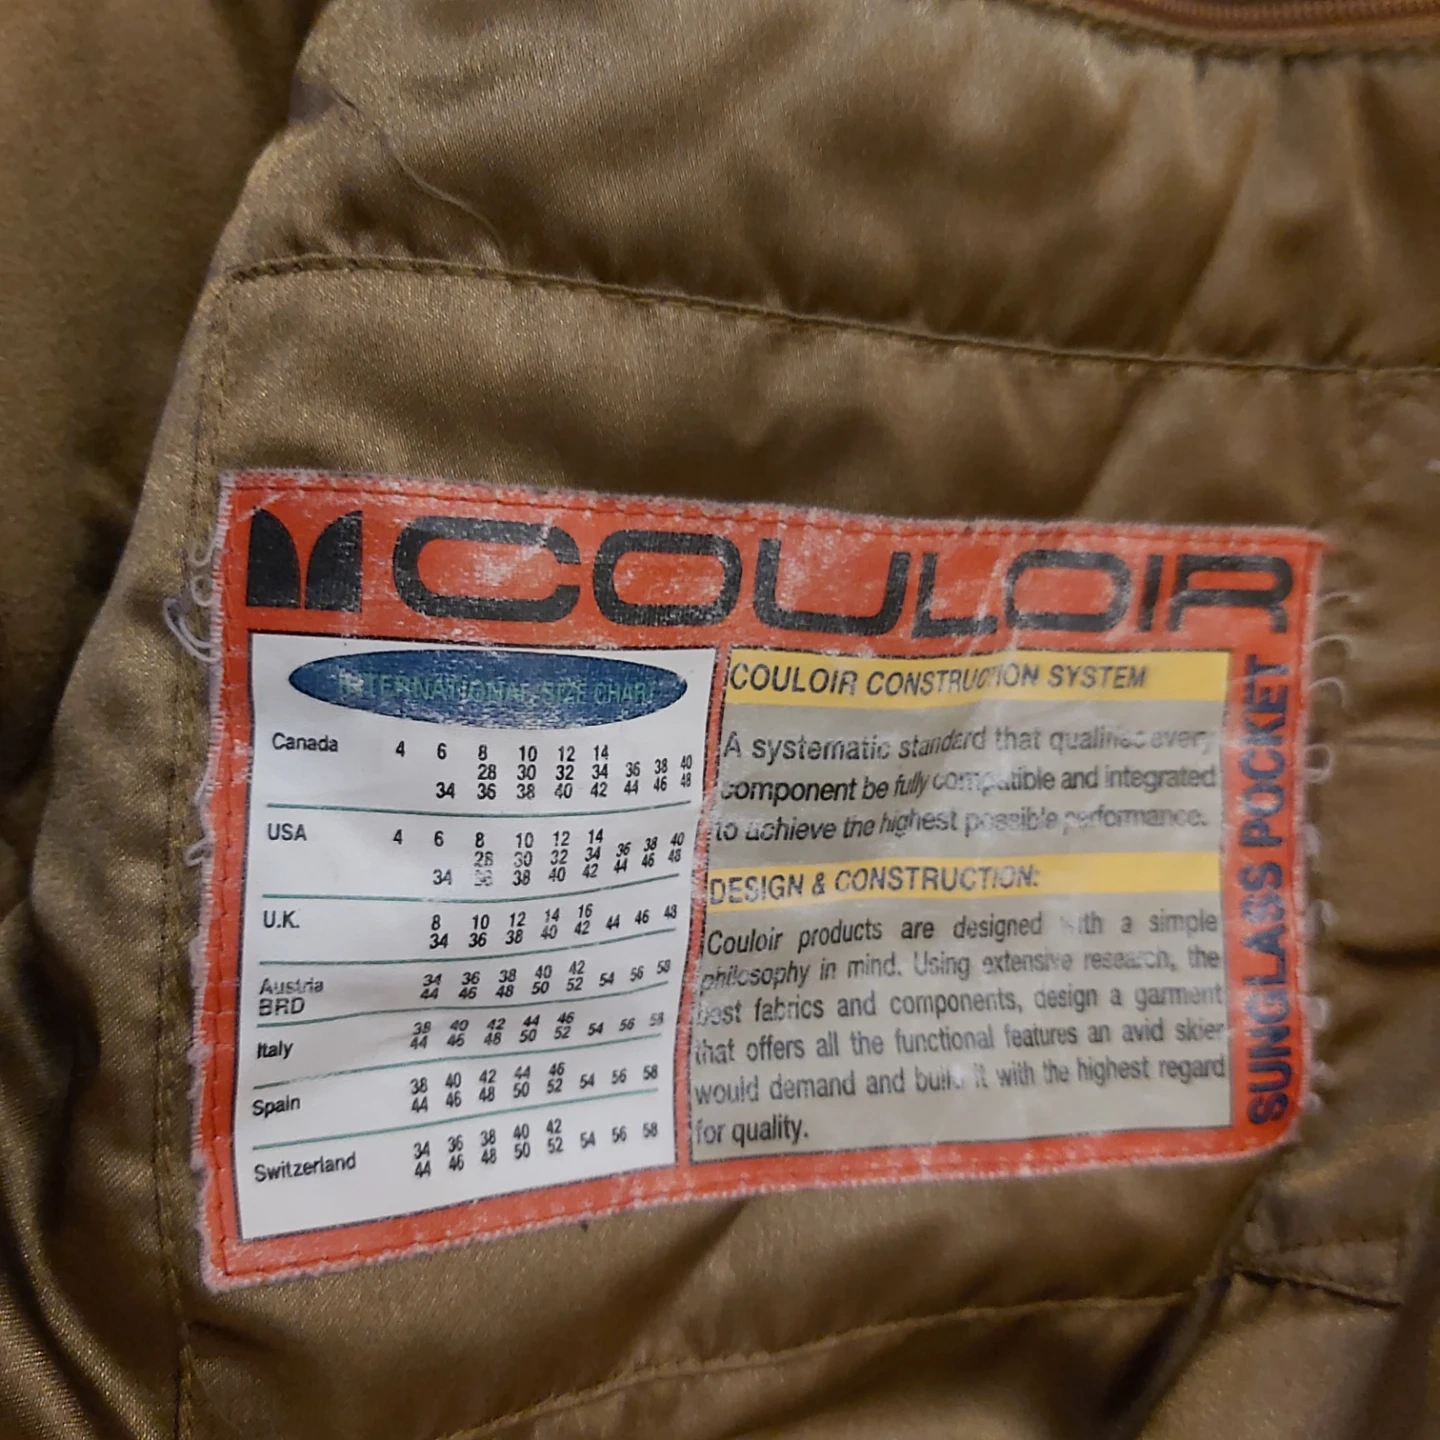 COULOIR
INTERNATIONAL SIZE CHART
Canada 4 6 8 10 12 14
28 30 32 34 36 38 40
34 36 38 40 42 44 46 48
USA 4 6 8 10 12 14
28 30 32 34 36 38 40
34 36 38 40 42 44 46 48
U.K. 8 10 12 14 16
34 36 38 40 42 44 46 48
Austria 34 36 38 40 42
BRD 44 46 48 50 52 54 56 58
Italy 38 40 42 44 46
44 46 48 50 52 54 56 58
Spain 38 40 42 44 46
44 46 48 50 52 54 56 58
Switzerland 34 36 38 40 42
44 46 48 50 52 54 56 58
COULOIR CONSTRUCTION SYSTEM
A systematic standard that qualifies every
component be fully compatible and integrated
to achieve the highest possible performance.
DESIGN & CONSTRUCTION:
Couloir products are designed with a simple
philosophy in mind. Using extensive research, the
best fabrics and components, design a garment
that offers all the functional features an avid skier
would demand and build it with the highest regard
for quality.
SUNGLASS POCKET